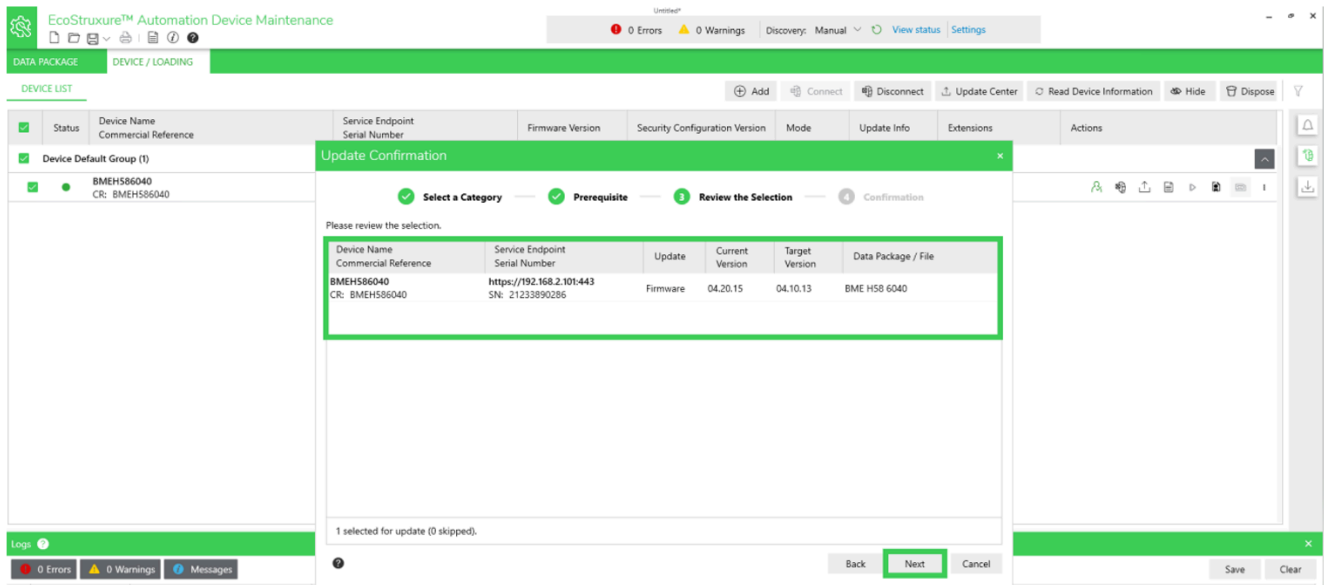 Untitled*
EcoStruxure™ Automation Device Maintenance
0 Errors 0 Warnings Discovery: Manual View status Settings
DATA PACKAGE DEVICE / LOADING
DEVICE LIST
Add Connect Disconnect Update Center Read Device Information Hide Dispose
Status Device Name Service Endpoint Firmware Version Security Configuration Version Mode Update Info Extensions Actions
Commercial Reference Serial Number
Device Default Group (1)
BMEH586040
CR: BMEH586040
Update Confirmation
Select a Category Prerequisite 3 Review the Selection 4 Confirmation
Please review the selection.
Device Name Service Endpoint Update Current Target Data Package / File
Commercial Reference Serial Number Version Version
BMEH586040 https://192.168.2.101:443 Firmware 04.20.15 04.10.13 BME H58 6040
CR: BMEH586040 SN: 21233890286
1 selected for update (0 skipped).
Back Next Cancel
Logs
0 Errors 0 Warnings Messages Save Clear